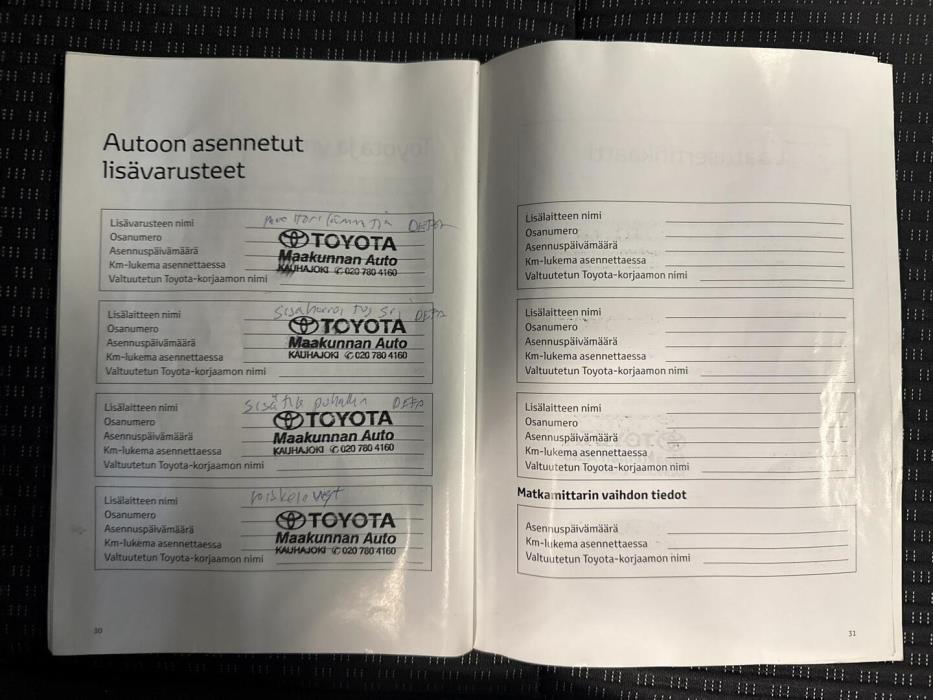 Autoon asennetut
lisävarusteet
Lisävarusteen nimi DEFA
Osanumero
Asennuspäivämäärä
Km-lukema asennettaessa
Valtuutetun Toyota-korjaamon nimi
TOYOTA
Maakunnan Auto
KAUHAJOKI ✆ 020 780 4160
Lisälaitteen nimi DEFA
Osanumero
Asennuspäivämäärä
Km-lukema asennettaessa
Valtuutetun Toyota-korjaamon nimi
TOYOTA
Maakunnan Auto
KAUHAJOKI ✆ 020 780 4160
Lisälaitteen nimi DEFA
Osanumero
Asennuspäivämäärä
Km-lukema asennettaessa
Valtuutetun Toyota-korjaamon nimi
TOYOTA
Maakunnan Auto
KAUHAJOKI ✆ 020 780 4160
Lisälaitteen nimi
Osanumero
Asennuspäivämäärä
Km-lukema asennettaessa
Valtuutetun Toyota-korjaamon nimi
TOYOTA
Maakunnan Auto
KAUHAJOKI ✆ 020 780 4160
30
Lisälaitteen nimi
Osanumero
Asennuspäivämäärä
Km-lukema asennettaessa
Valtuutetun Toyota-korjaamon nimi
Lisälaitteen nimi
Osanumero
Asennuspäivämäärä
Km-lukema asennettaessa
Valtuutetun Toyota-korjaamon nimi
Lisälaitteen nimi
Osanumero
Asennuspäivämäärä
Km-lukema asennettaessa
Valtuutetun Toyota-korjaamon nimi
Matkamittarin vaihdon tiedot
Asennuspäivämäärä
Km-lukema asennettaessa
Valtuutetun Toyota-korjaamon nimi
31